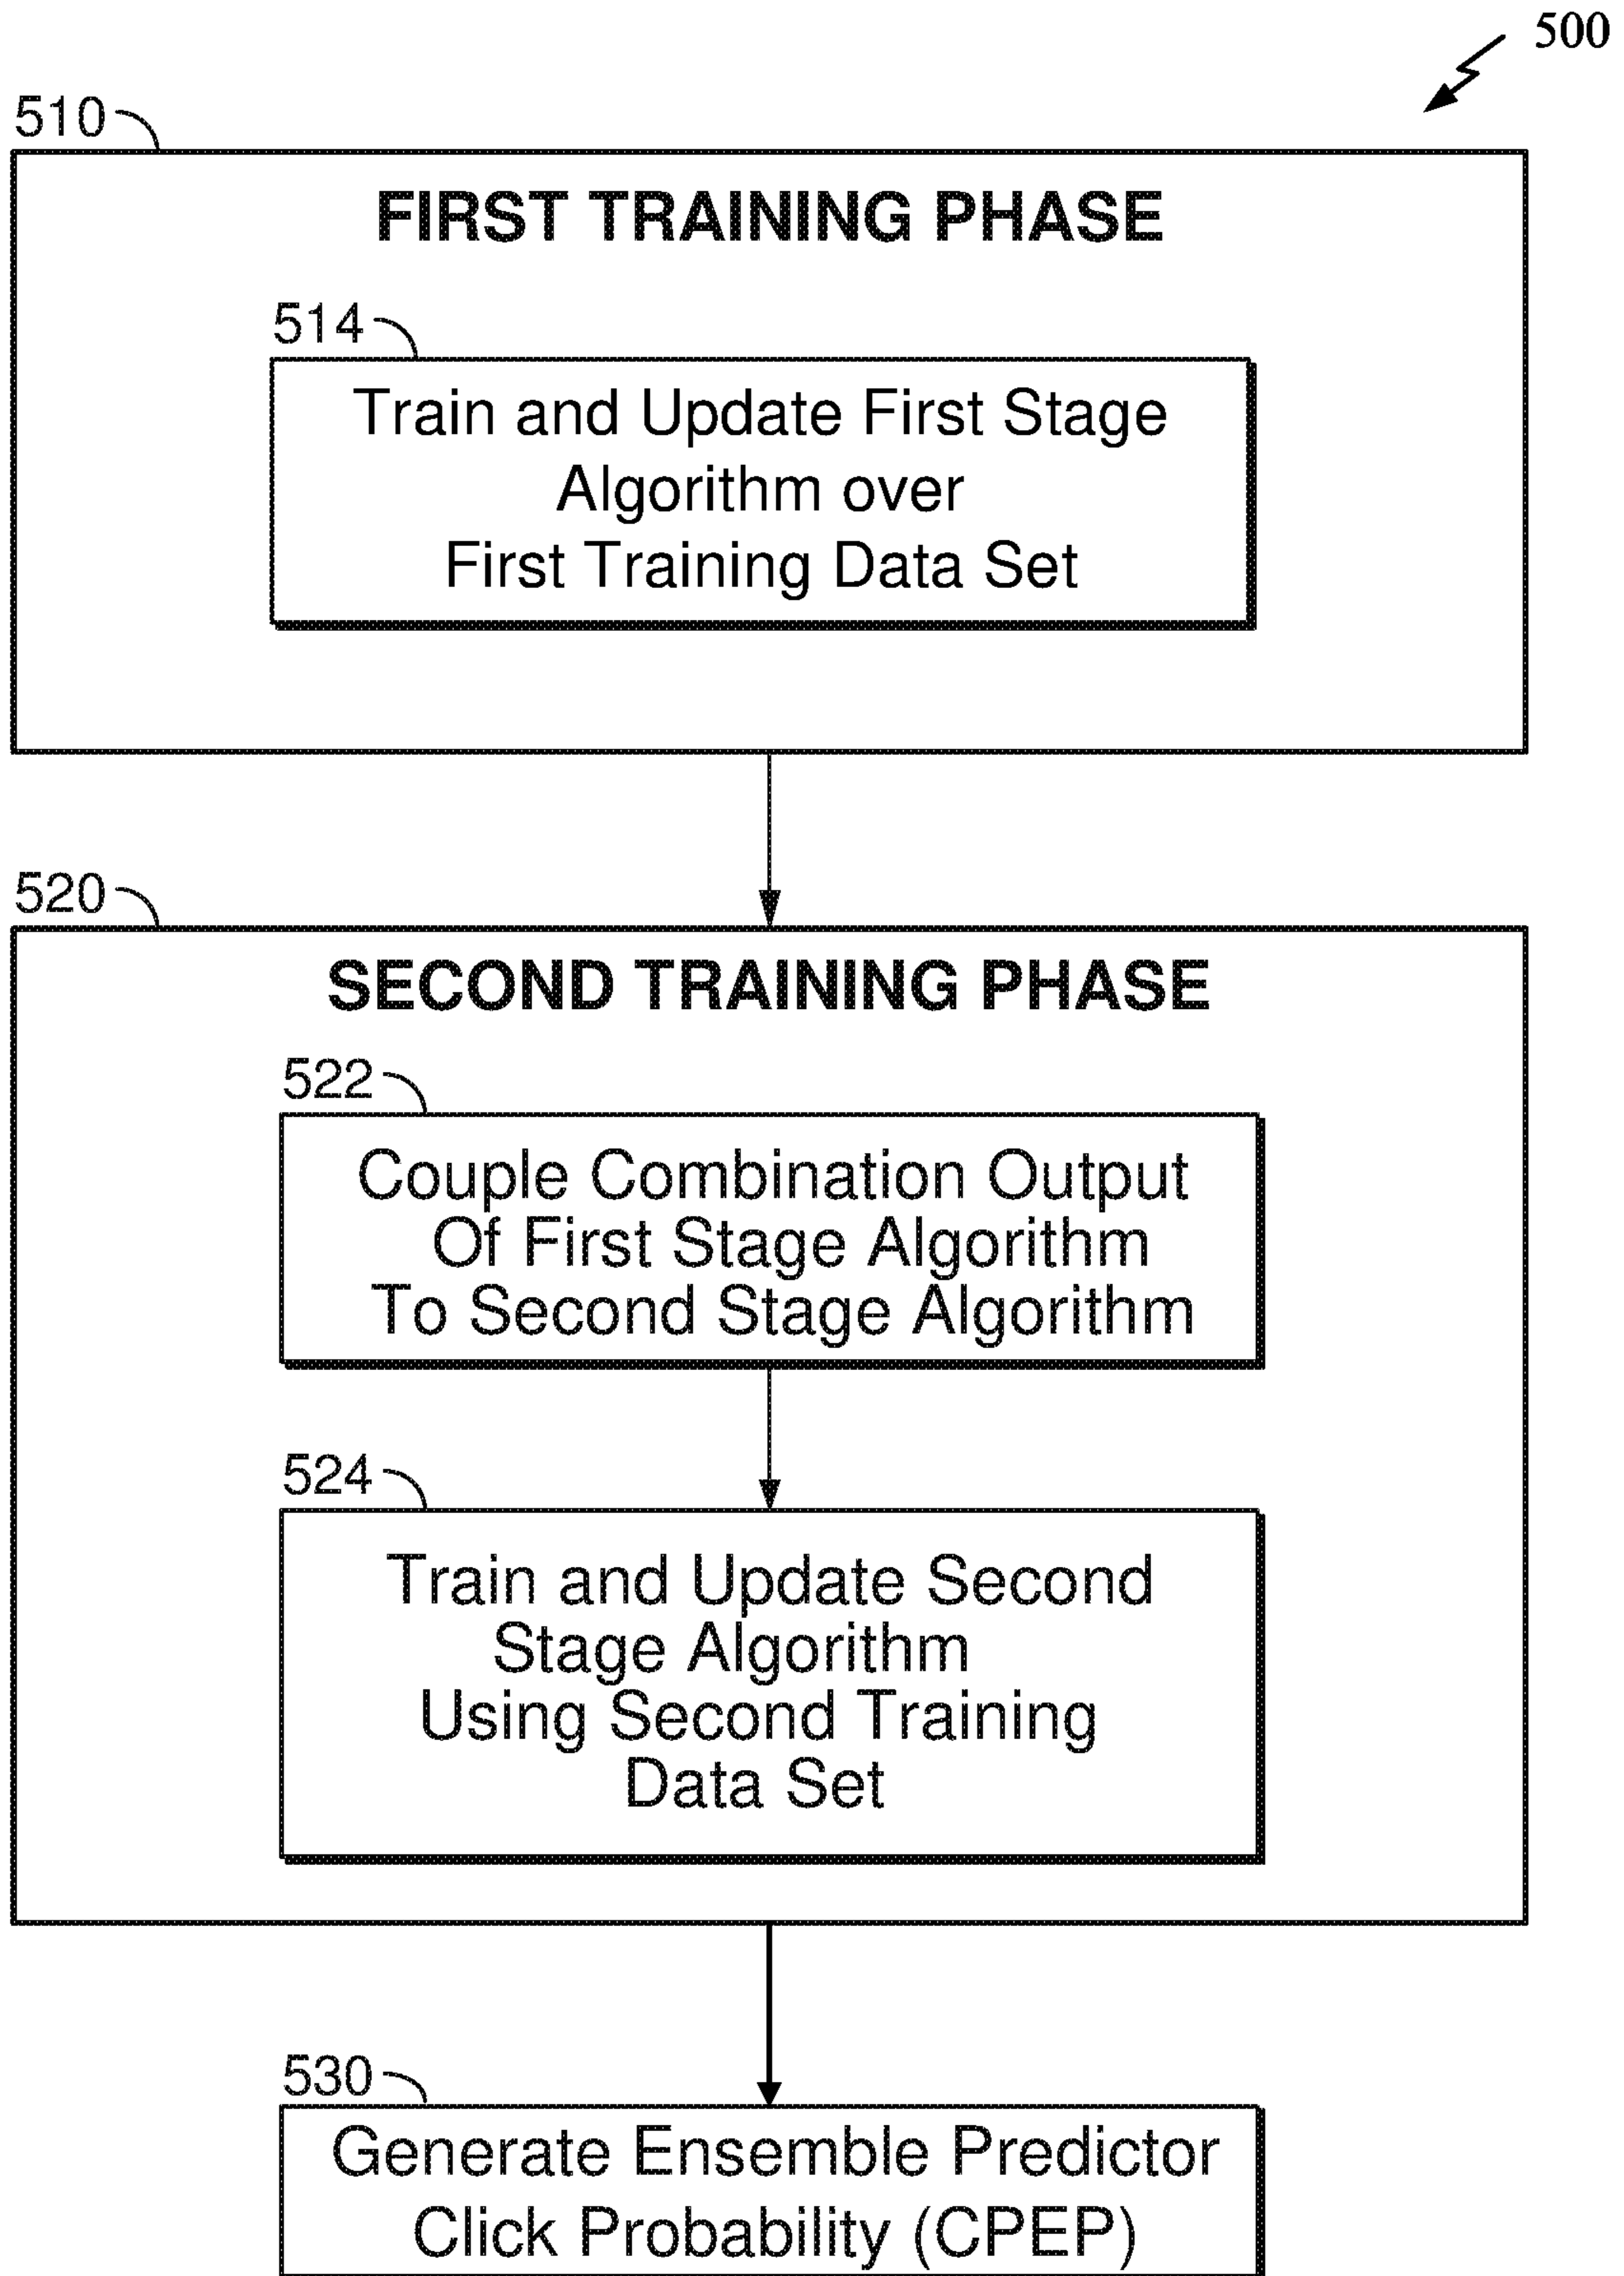 500
510
FIRST TRAINING PHASE
514
Train and Update First Stage
Algorithm over
First Training Data Set
520
SECOND TRAINING PHASE
522
Couple Combination Output
Of First Stage Algorithm
To Second Stage Algorithm
524
Train and Update Second
Stage Algorithm
Using Second Training
Data Set
530
Generate Ensemble Predictor
Click Probability (CPEP)